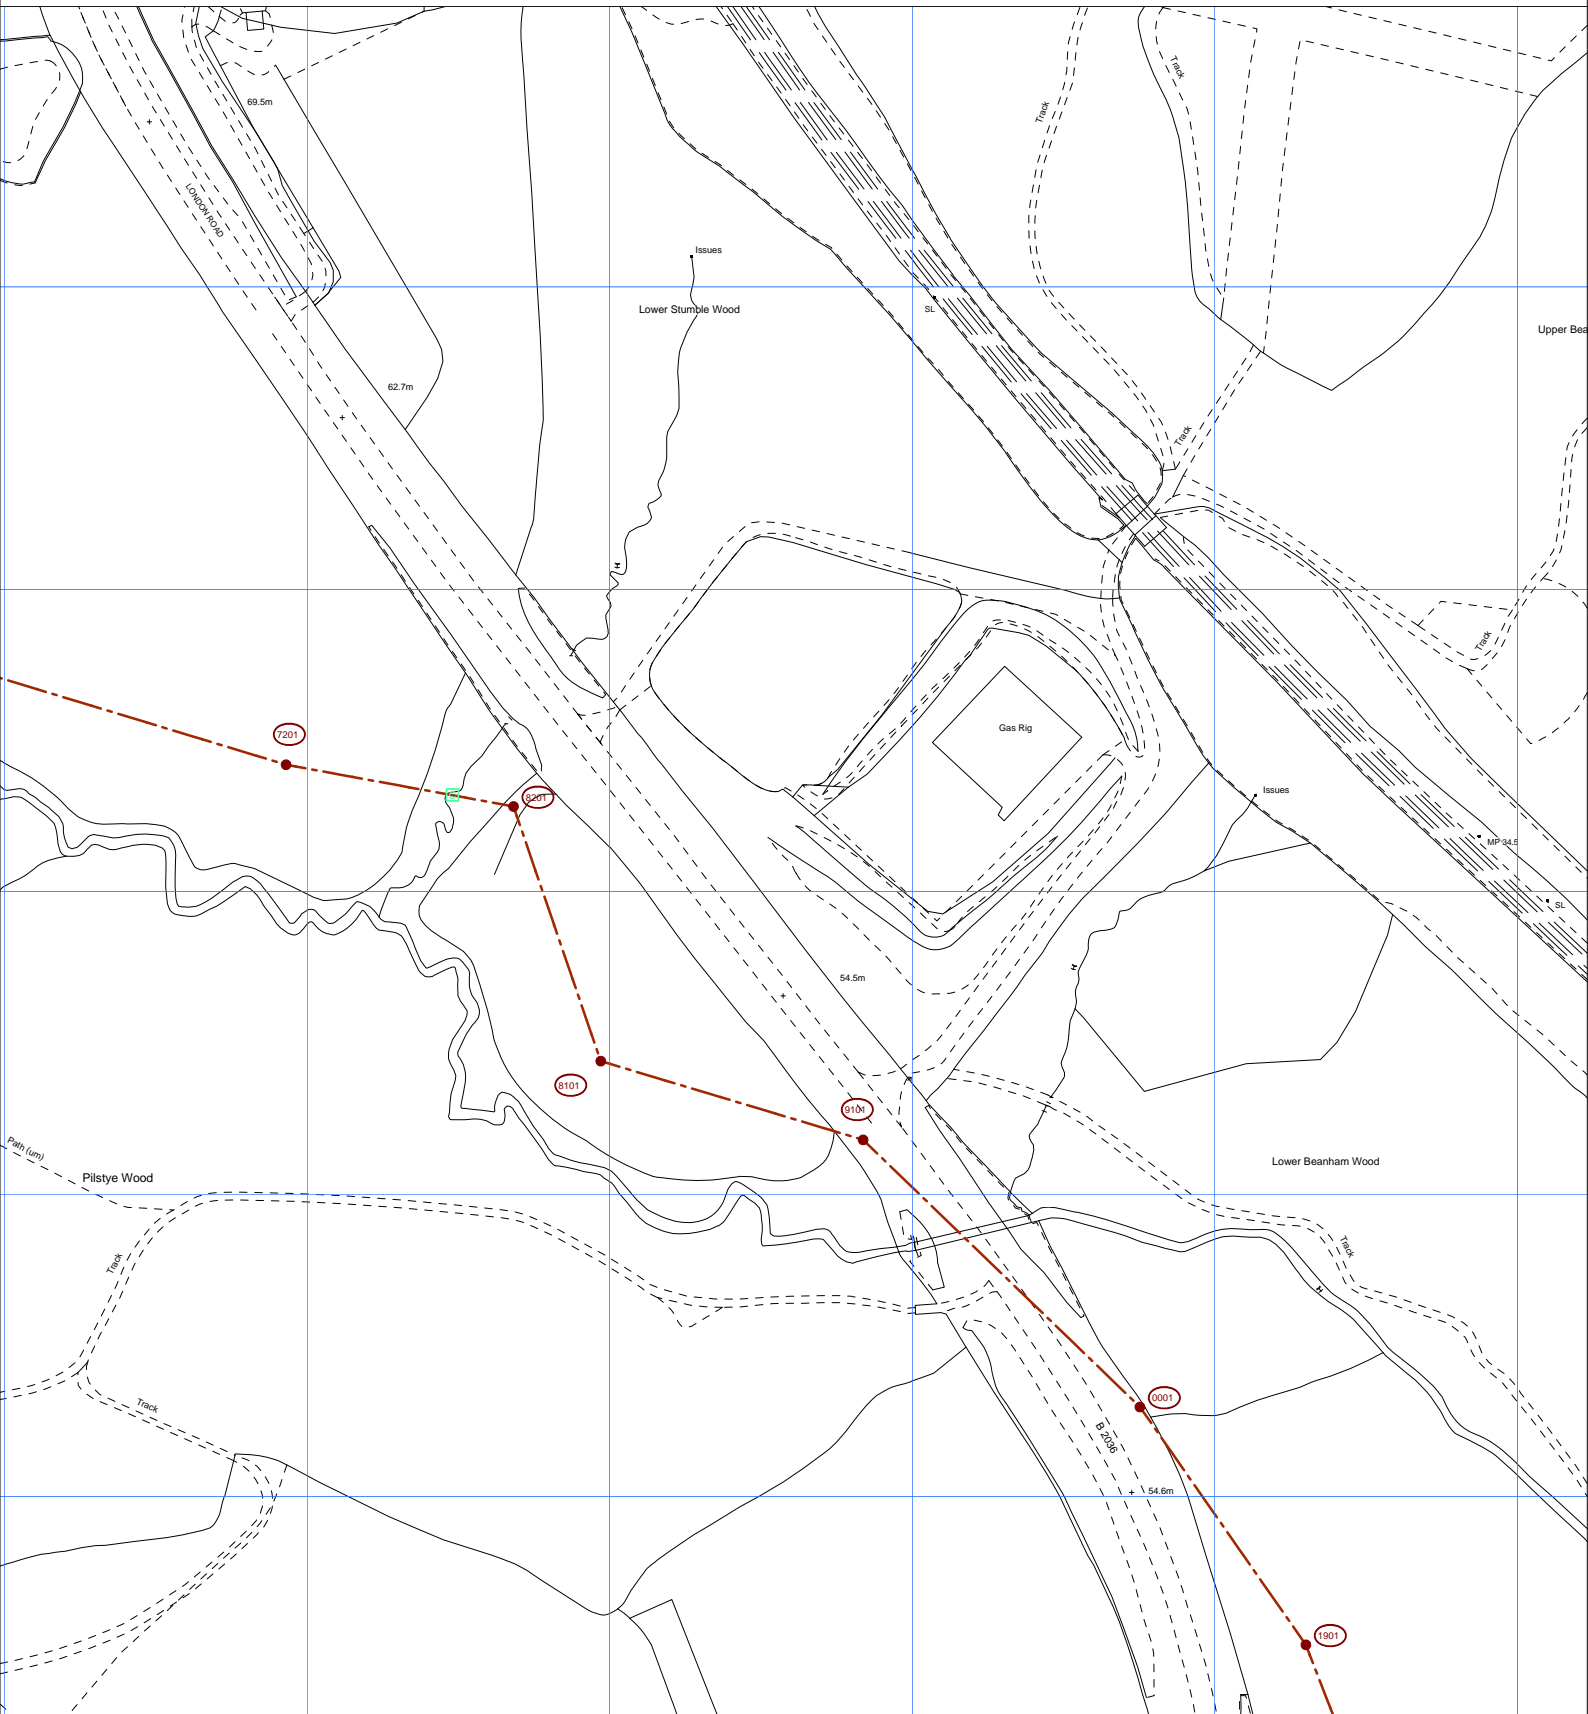 Track
Track
69.5m
LONDON ROAD
Issues
Lower Stumble Wood
SL
Upper Bea
62.7m
Track
H
Track
7201
Gas Rig
8201
Issues
MP 34.5
SL
H
54.5m
8101
9101
Path (um)
Pilstye Wood
Lower Beanham Wood
Track
Track
H
Track
0001
B 2036
54.6m
1901